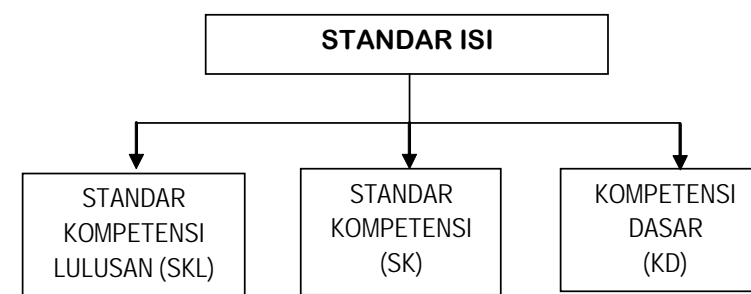 STANDAR ISI
STANDAR
KOMPETENSI
LULUSAN (SKL)
STANDAR
KOMPETENSI
(SK)
KOMPETENSI
DASAR
(KD)